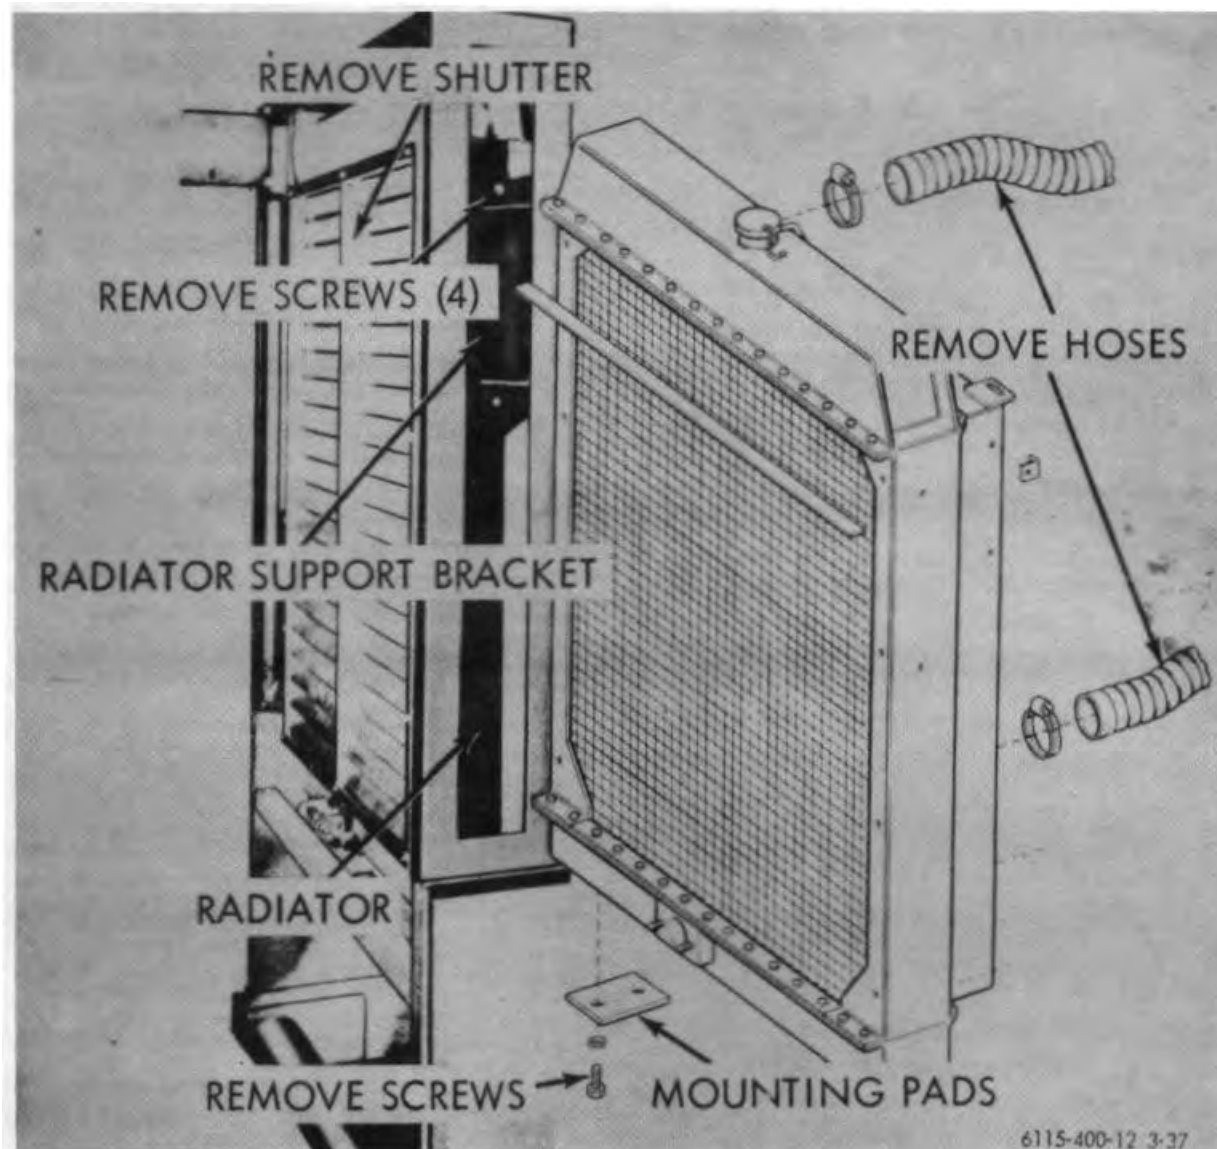 REMOVE SHUTTER
REMOVE SCREWS (4)
REMOVE HOSES
RADIATOR SUPPORT BRACKET
RADIATOR
REMOVE SCREWS
MOUNTING PADS
6115-400-12 3-37